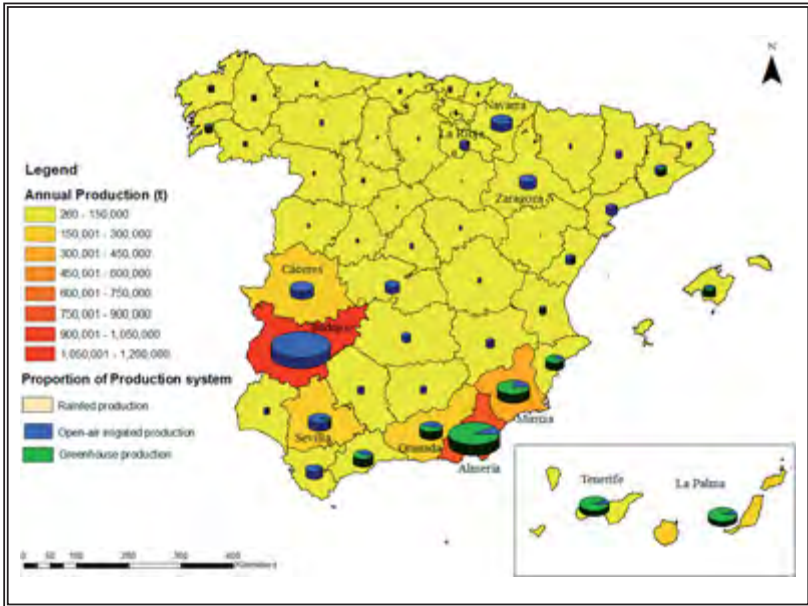 N
Navarra
La Rioja
Zaragoza
Legend
Annual Production (t)
260 - 150,000
150,001 - 300,000
300,001 - 450,000
450,001 - 600,000
600,001 - 750,000
750,001 - 900,000
900,001 - 1,050,000
1,050,001 - 1,200,000
Cáceres
Badajoz
Proportion of Production system
Rainfed production
Open-air irrigated production
Greenhouse production
Sevilla
Granada
Murcia
Almería
Tenerife
La Palma
0 25 50 100 200 300 400
Kilometers